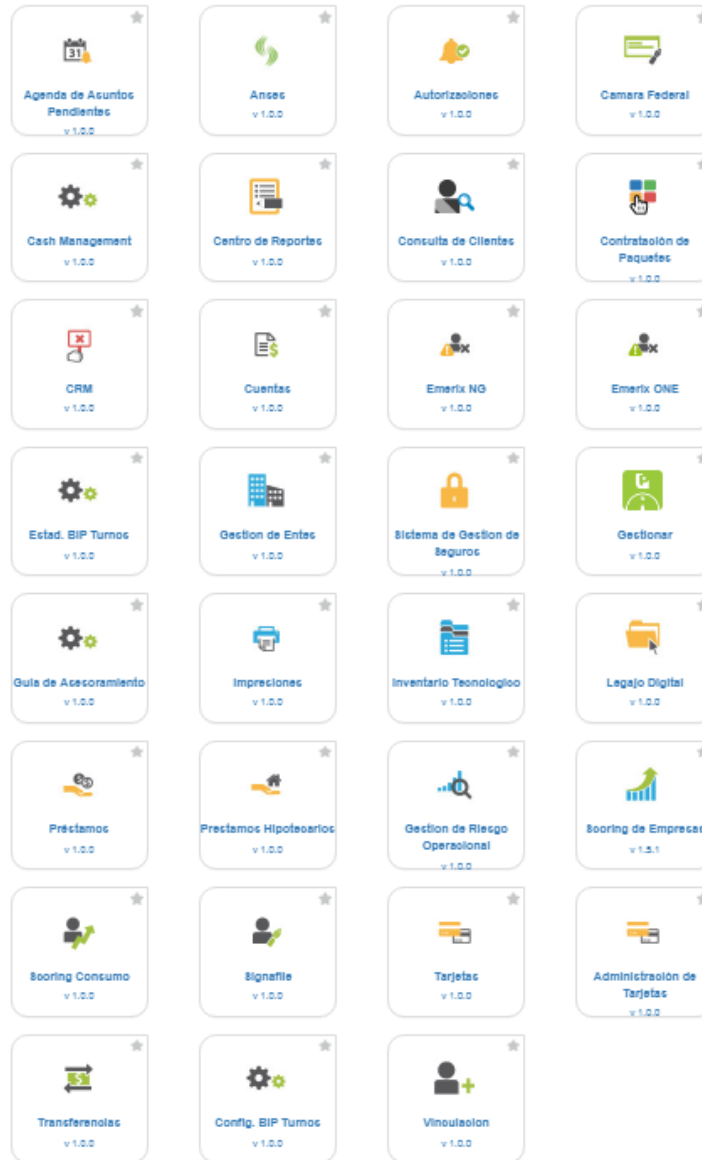 31
Agenda de Asuntos
Pendientes
v 1.0.0
Anses
v 1.0.0
Autorizaciones
v 1.0.0
Camara Federal
v 1.0.0
Cash Management
v 1.0.0
Centro de Reportes
v 1.0.0
Consulta de Clientes
v 1.0.0
Contratación de
Paquetes
v 1.0.0
CRM
v 1.0.0
Cuentas
v 1.0.0
Emerix NG
v 1.0.0
Emerix ONE
v 1.0.0
Estad. BIP Turnos
v 1.0.0
Gestion de Entes
v 1.0.0
Sistema de Gestion de
Seguros
v 1.0.0
Gestionar
v 1.0.0
Guia de Asesoramiento
v 1.0.0
Impresiones
v 1.0.0
Inventario Tecnologico
v 1.0.0
Legajo Digital
v 1.0.0
Préstamos
v 1.0.0
Prestamos Hipotecarios
v 1.0.0
Gestion de Riesgo
Operacional
v 1.0.0
Scoring de Empresas
v 1.5.1
Scoring Consumo
v 1.0.0
Signafile
v 1.0.0
Tarjetas
v 1.0.0
Administración de
Tarjetas
v 1.0.0
Transferencias
v 1.0.0
Config. BIP Turnos
v 1.0.0
Vinculacion
v 1.0.0